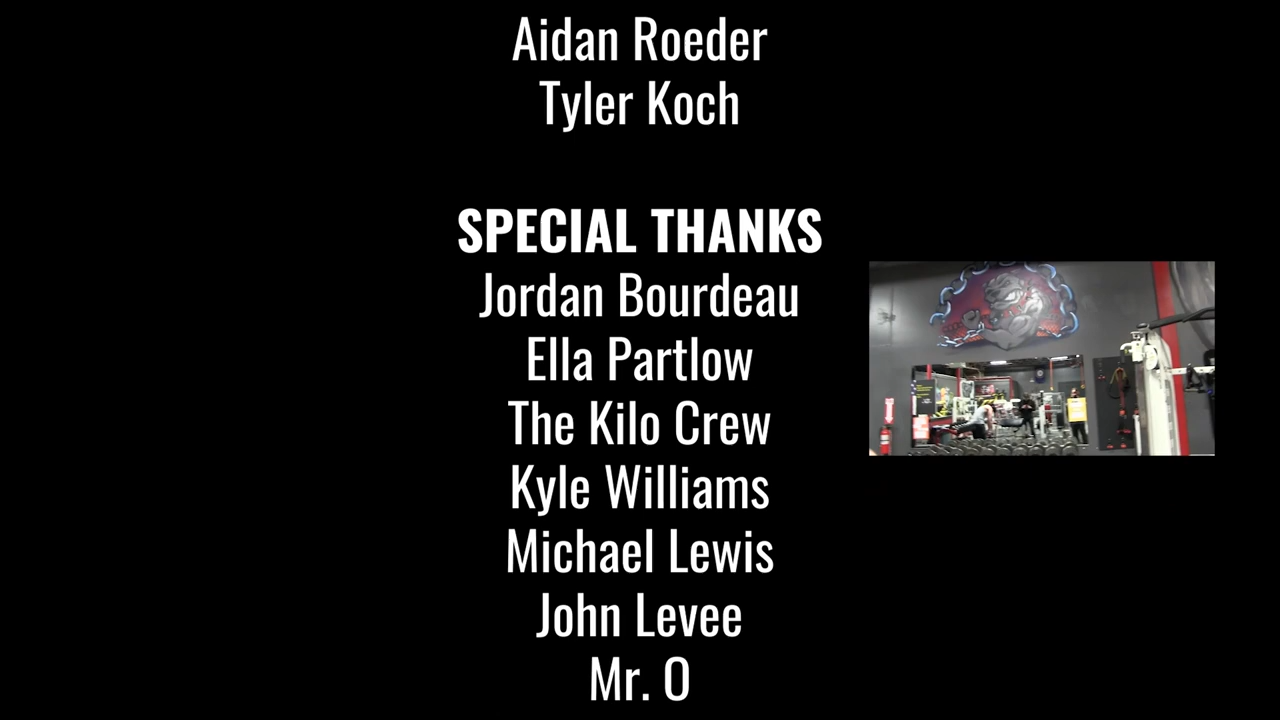 Aidan Roeder
Tyler Koch
SPECIAL THANKS
Jordan Bourdeau
Ella Partlow
The Kilo Crew
Kyle Williams
Michael Lewis
John Levee
Mr. O